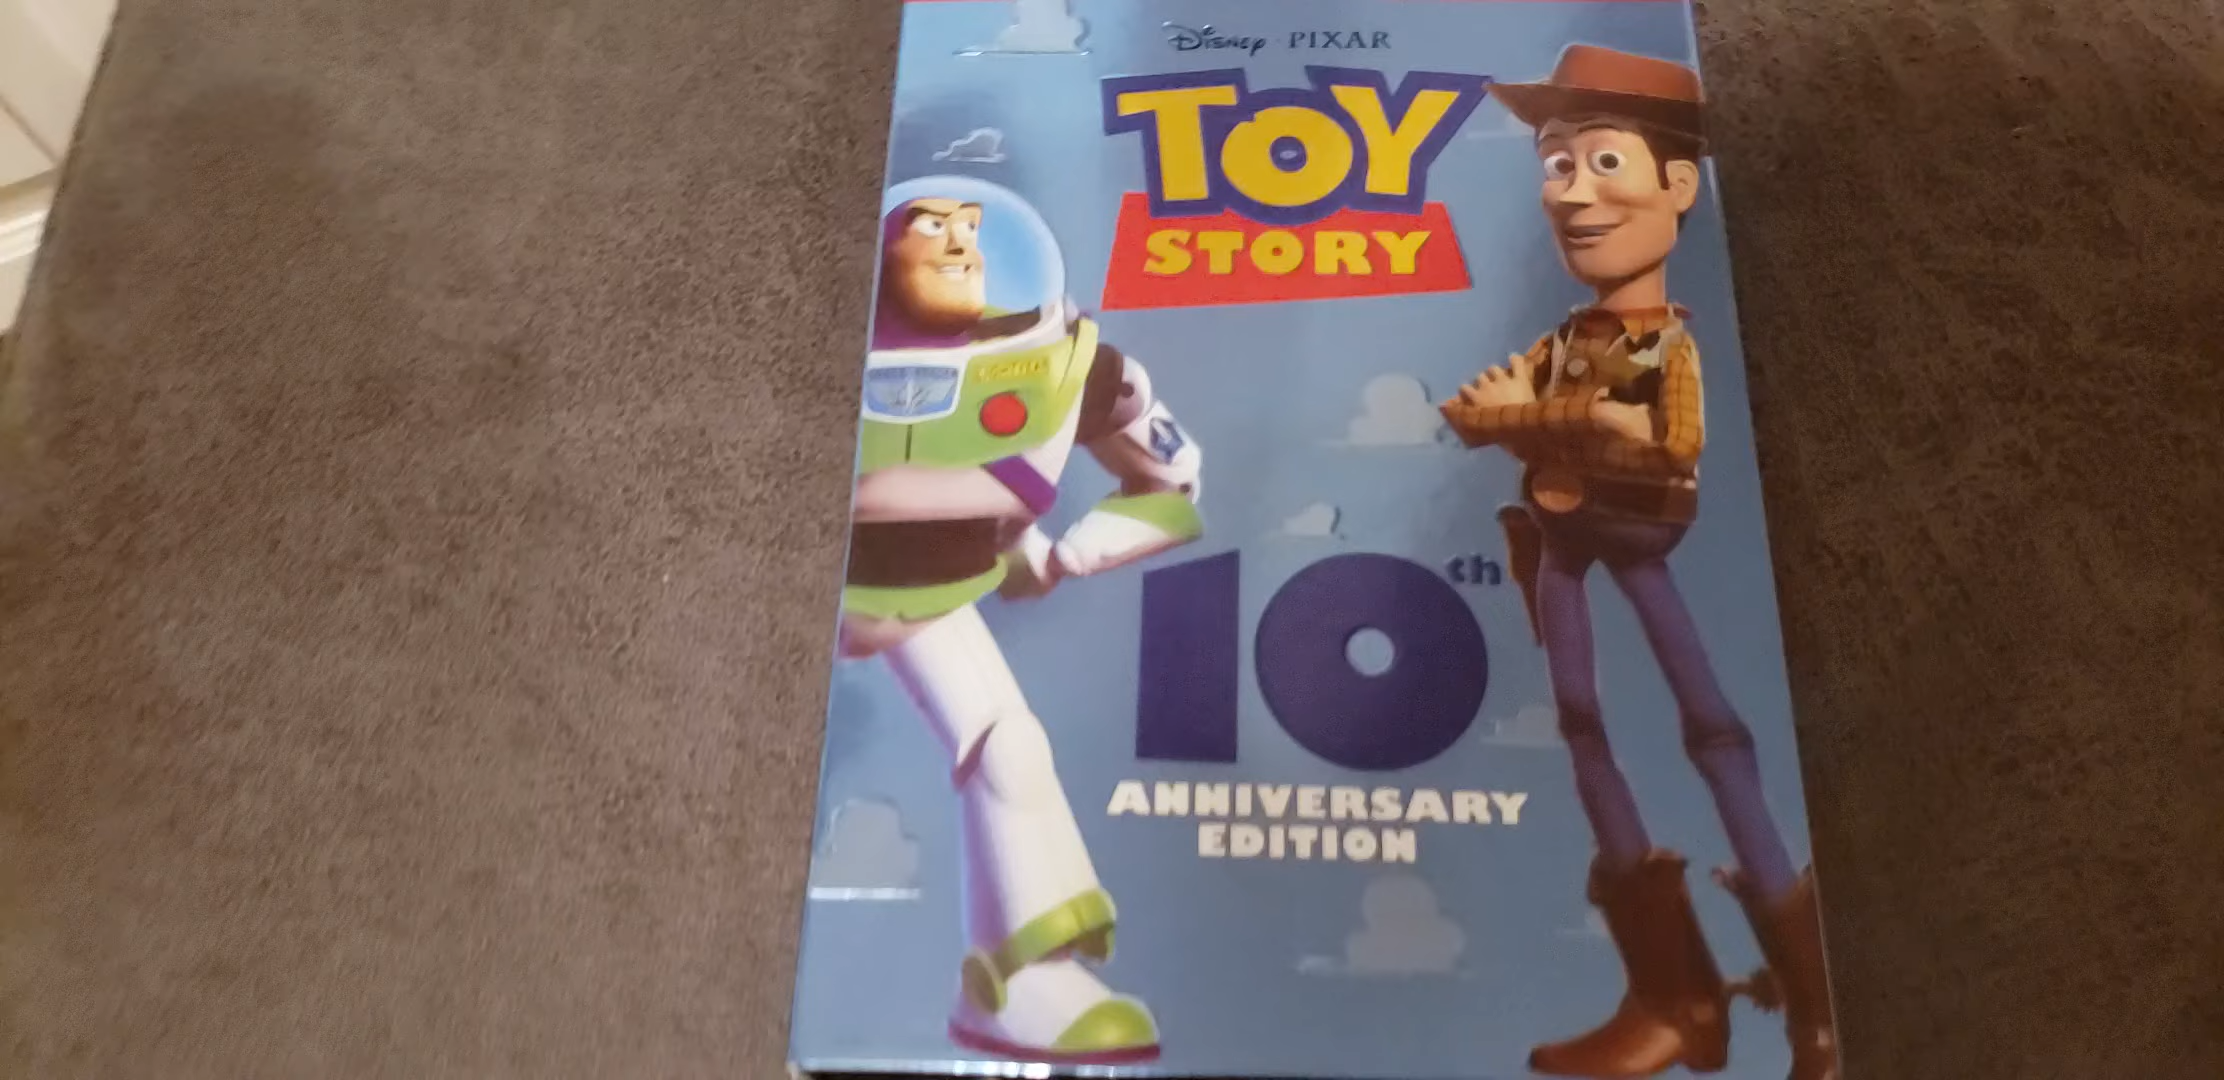 Disney · PIXAR
TOY
STORY
10th
ANNIVERSARY
EDITION